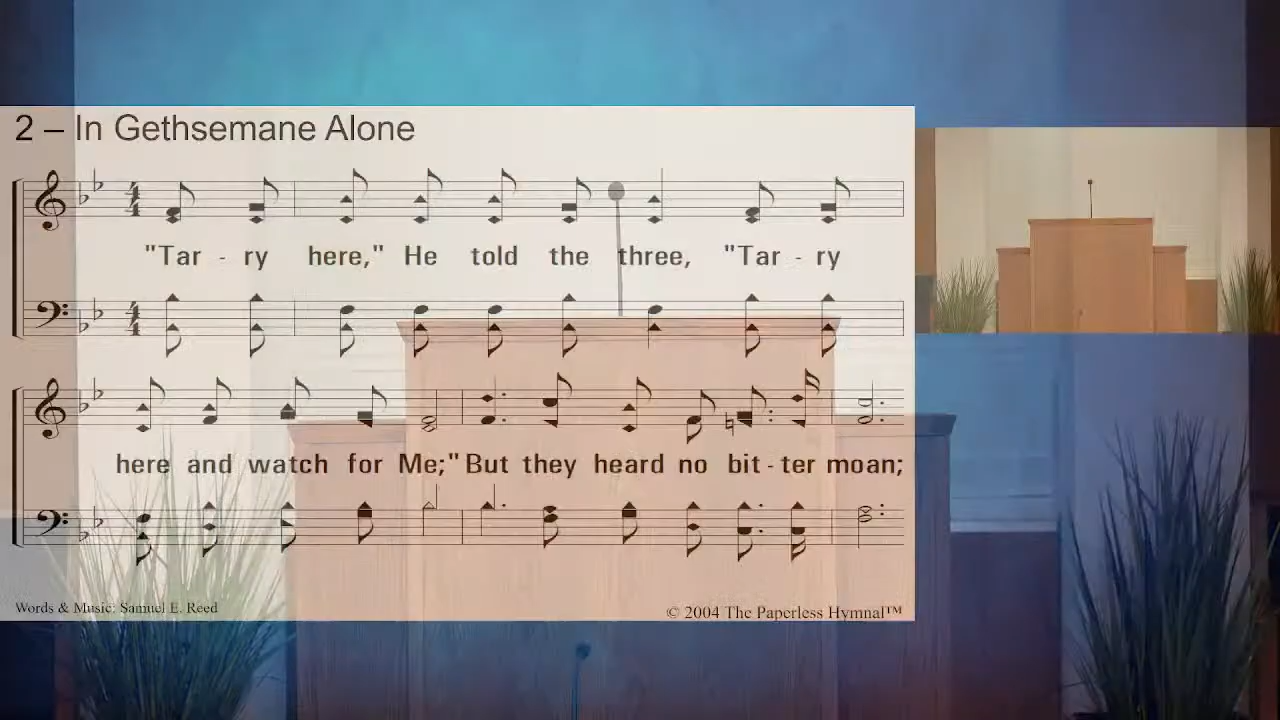 2 – In Gethsemane Alone
"Tar - ry here," He told the three, "Tar - ry
here and watch for Me;" But they heard no bit - ter moan;
Words & Music: Samuel E. Reed
© 2004 The Paperless Hymnal™